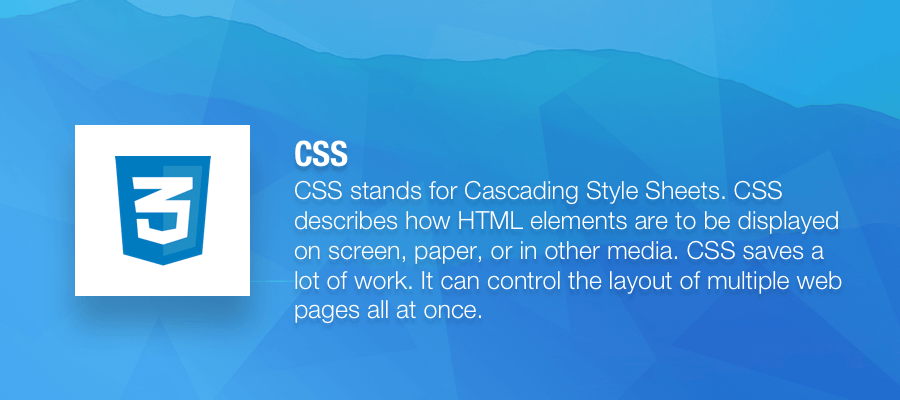 3
CSS
CSS stands for Cascading Style Sheets. CSS
describes how HTML elements are to be displayed
on screen, paper, or in other media. CSS saves a
lot of work. It can control the layout of multiple web
pages all at once.